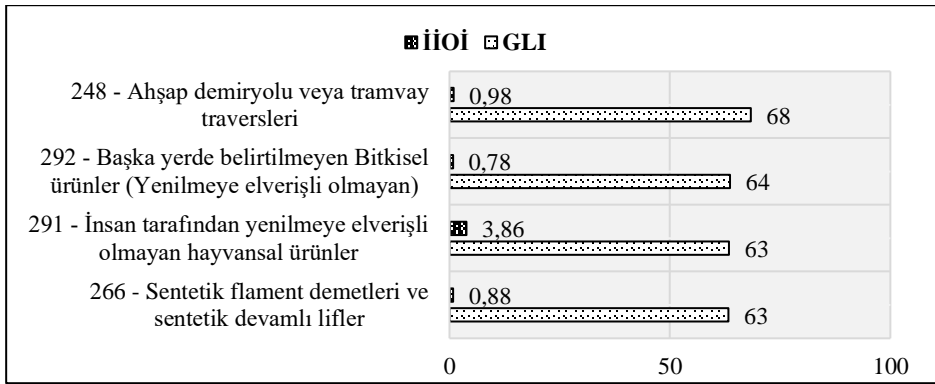 İİOİ GLI
248 - Ahşap demiryolu veya tramvay
traversleri
0,98
68
292 - Başka yerde belirtilmeyen Bitkisel
ürünler (Yenilmeye elverişli olmayan)
0,78
64
291 - İnsan tarafından yenilmeye elverişli
olmayan hayvansal ürünler
3,86
63
266 - Sentetik flament demetleri ve
sentetik devamlı lifler
0,88
63
0 50 100